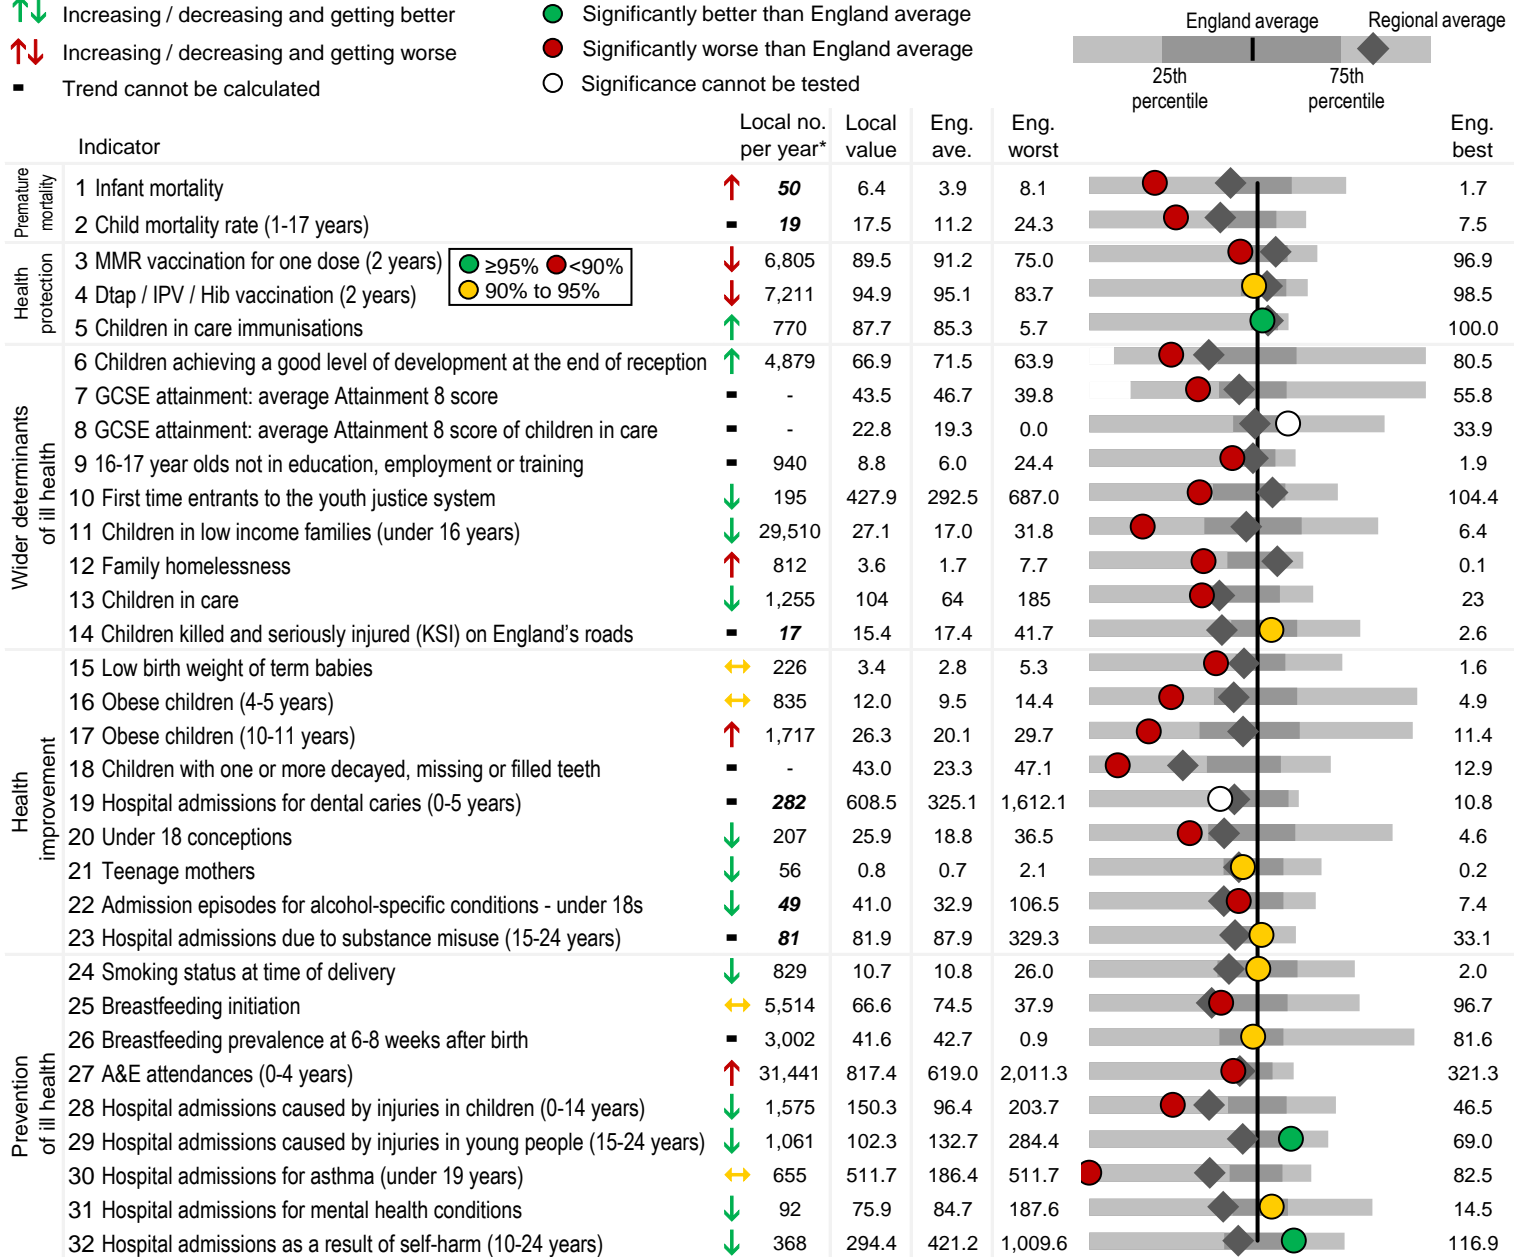 Increasing / decreasing and getting better
Significantly better than England average
England average Regional average
Increasing / decreasing and getting worse
Significantly worse than England average
Trend cannot be calculated
Significance cannot be tested
25th percentile
75th percentile
Indicator Local no. per year* Local value Eng. ave. Eng. worst Eng. best
Premature mortality
1 Infant mortality 50 6.4 3.9 8.1 1.7
2 Child mortality rate (1-17 years) 19 17.5 11.2 24.3 7.5
Health protection
3 MMR vaccination for one dose (2 years) ≥95% <90% 6,805 89.5 91.2 75.0 96.9
4 Dtap / IPV / Hib vaccination (2 years) 90% to 95% 7,211 94.9 95.1 83.7 98.5
5 Children in care immunisations 770 87.7 85.3 5.7 100.0
Wider determinants of ill health
6 Children achieving a good level of development at the end of reception 4,879 66.9 71.5 63.9 80.5
7 GCSE attainment: average Attainment 8 score - 43.5 46.7 39.8 55.8
8 GCSE attainment: average Attainment 8 score of children in care - 22.8 19.3 0.0 33.9
9 16-17 year olds not in education, employment or training 940 8.8 6.0 24.4 1.9
10 First time entrants to the youth justice system 195 427.9 292.5 687.0 104.4
11 Children in low income families (under 16 years) 29,510 27.1 17.0 31.8 6.4
12 Family homelessness 812 3.6 1.7 7.7 0.1
13 Children in care 1,255 104 64 185 23
14 Children killed and seriously injured (KSI) on England's roads 17 15.4 17.4 41.7 2.6
Health improvement
15 Low birth weight of term babies 226 3.4 2.8 5.3 1.6
16 Obese children (4-5 years) 835 12.0 9.5 14.4 4.9
17 Obese children (10-11 years) 1,717 26.3 20.1 29.7 11.4
18 Children with one or more decayed, missing or filled teeth - 43.0 23.3 47.1 12.9
19 Hospital admissions for dental caries (0-5 years) 282 608.5 325.1 1,612.1 10.8
20 Under 18 conceptions 207 25.9 18.8 36.5 4.6
21 Teenage mothers 56 0.8 0.7 2.1 0.2
22 Admission episodes for alcohol-specific conditions - under 18s 49 41.0 32.9 106.5 7.4
23 Hospital admissions due to substance misuse (15-24 years) 81 81.9 87.9 329.3 33.1
Prevention of ill health
24 Smoking status at time of delivery 829 10.7 10.8 26.0 2.0
25 Breastfeeding initiation 5,514 66.6 74.5 37.9 96.7
26 Breastfeeding prevalence at 6-8 weeks after birth 3,002 41.6 42.7 0.9 81.6
27 A&E attendances (0-4 years) 31,441 817.4 619.0 2,011.3 321.3
28 Hospital admissions caused by injuries in children (0-14 years) 1,575 150.3 96.4 203.7 46.5
29 Hospital admissions caused by injuries in young people (15-24 years) 1,061 102.3 132.7 284.4 69.0
30 Hospital admissions for asthma (under 19 years) 655 511.7 186.4 511.7 82.5
31 Hospital admissions for mental health conditions 92 75.9 84.7 187.6 14.5
32 Hospital admissions as a result of self-harm (10-24 years) 368 294.4 421.2 1,009.6 116.9